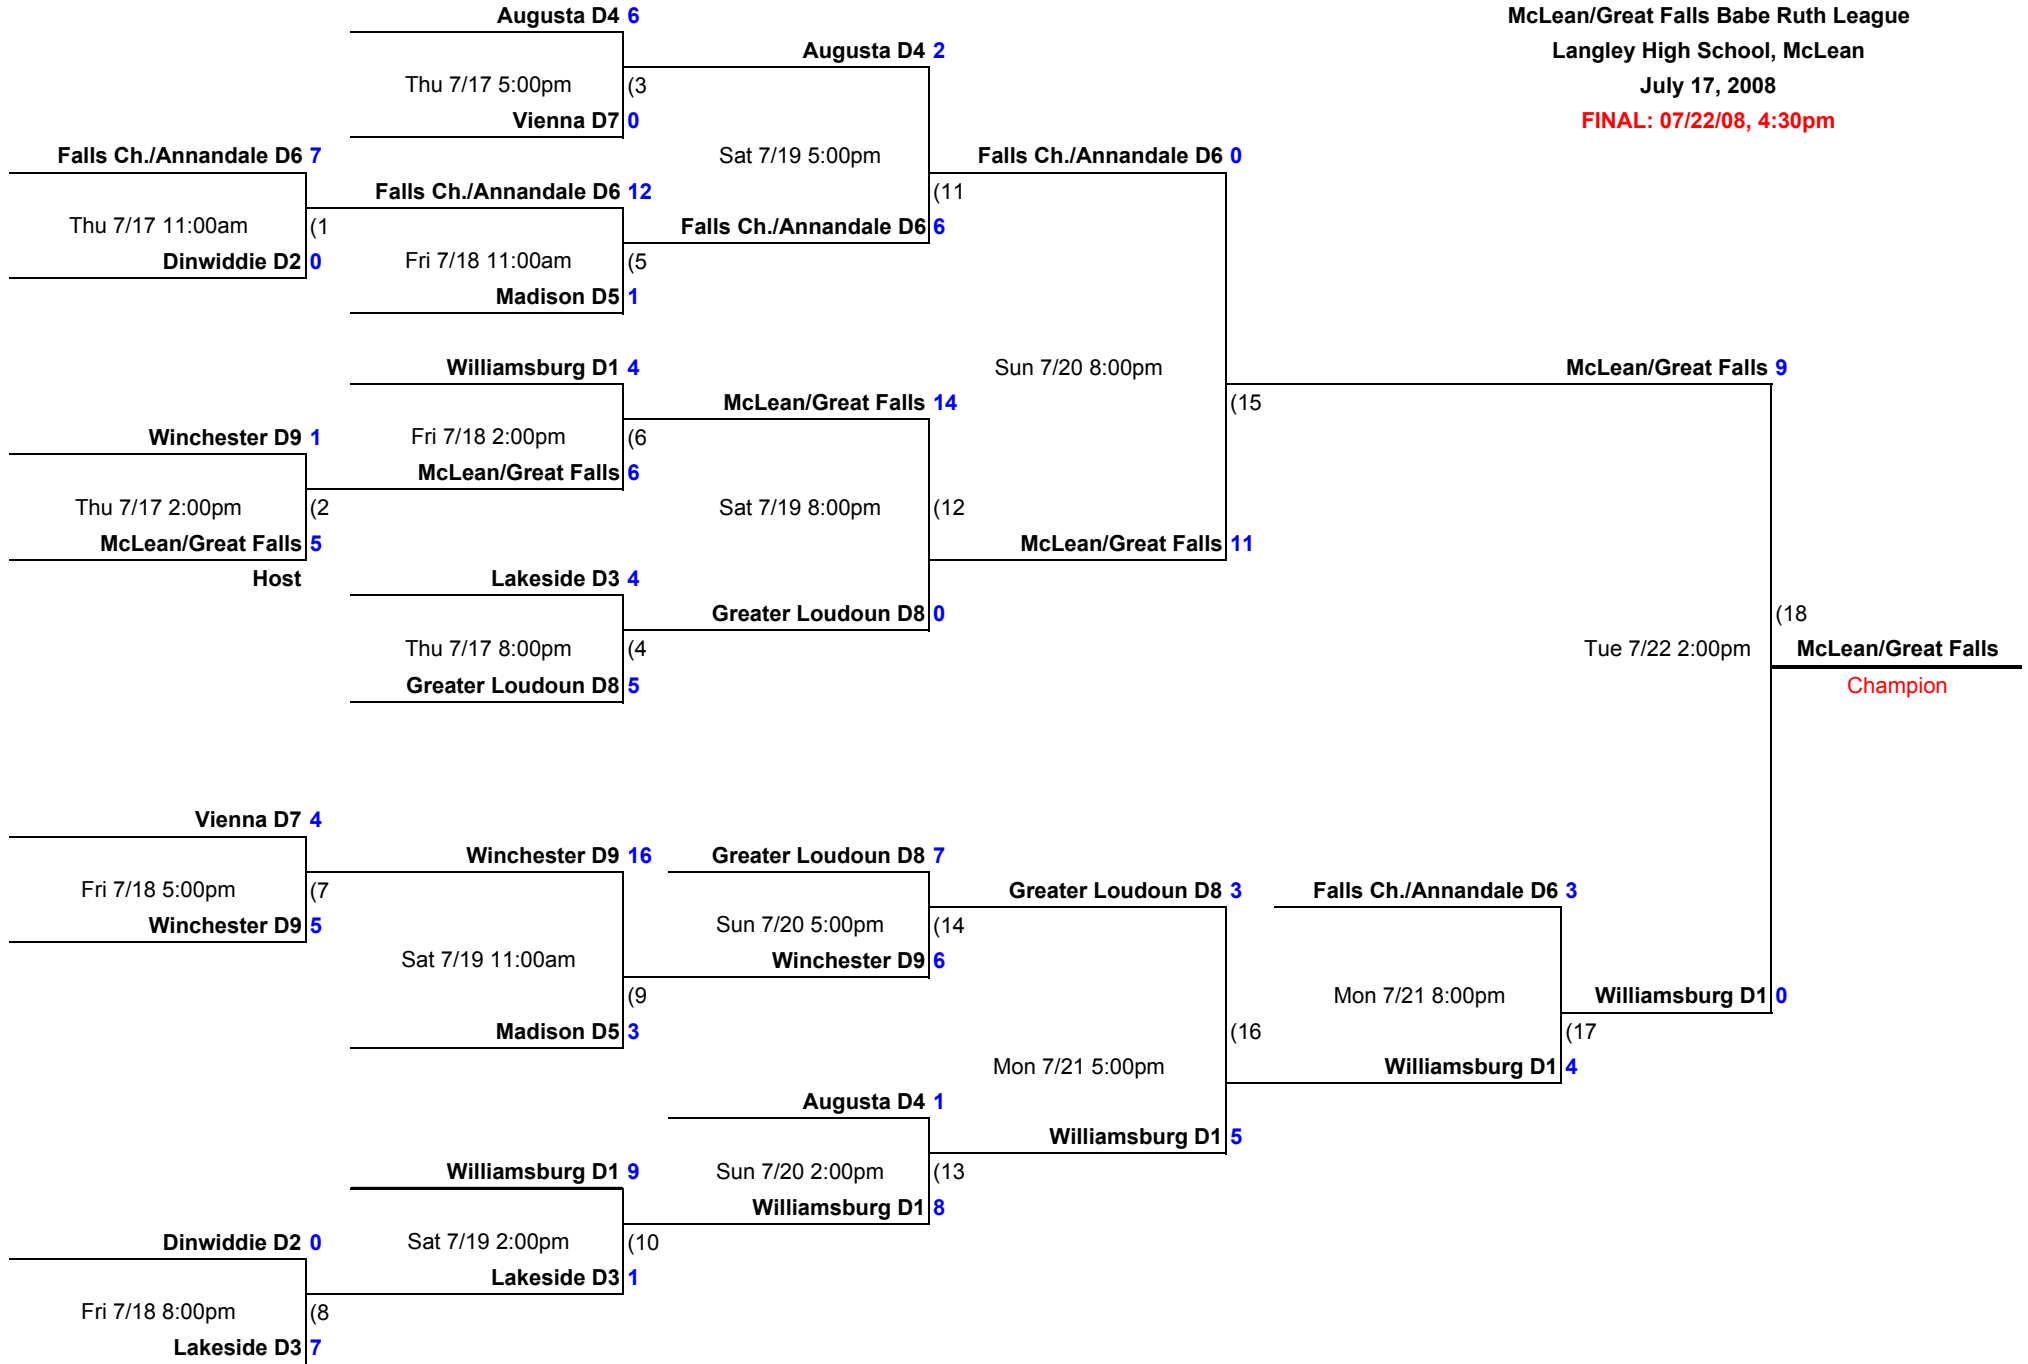 Augusta D4 6
McLean/Great Falls Babe Ruth League
Augusta D4 2
Langley High School, McLean
Thu 7/17 5:00pm (3
July 17, 2008
Vienna D7 0
FINAL: 07/22/08, 4:30pm
Falls Ch./Annandale D6 7
Sat 7/19 5:00pm
Falls Ch./Annandale D6 0
Falls Ch./Annandale D6 12
(11
Thu 7/17 11:00am (1
Falls Ch./Annandale D6 6
Dinwiddie D2 0
Fri 7/18 11:00am (5
Madison D5 1
Williamsburg D1 4
Sun 7/20 8:00pm
McLean/Great Falls 9
McLean/Great Falls 14
(15
Winchester D9 1
Fri 7/18 2:00pm (6
McLean/Great Falls 6
Thu 7/17 2:00pm (2
Sat 7/19 8:00pm (12
McLean/Great Falls 5
McLean/Great Falls 11
Host
Lakeside D3 4
Greater Loudoun D8 0
(18
Thu 7/17 8:00pm (4
Tue 7/22 2:00pm
McLean/Great Falls
Greater Loudoun D8 5
Champion
Vienna D7 4
Winchester D9 16
Greater Loudoun D8 7
Fri 7/18 5:00pm (7
Greater Loudoun D8 3
Falls Ch./Annandale D6 3
Winchester D9 5
Sun 7/20 5:00pm (14
Sat 7/19 11:00am
Winchester D9 6
(9
Mon 7/21 8:00pm
Williamsburg D1 0
Madison D5 3
(16
(17
Mon 7/21 5:00pm
Williamsburg D1 4
Augusta D4 1
Williamsburg D1 5
Williamsburg D1 9
Sun 7/20 2:00pm (13
Williamsburg D1 8
Dinwiddie D2 0
Sat 7/19 2:00pm (10
Lakeside D3 1
Fri 7/18 8:00pm (8
Lakeside D3 7